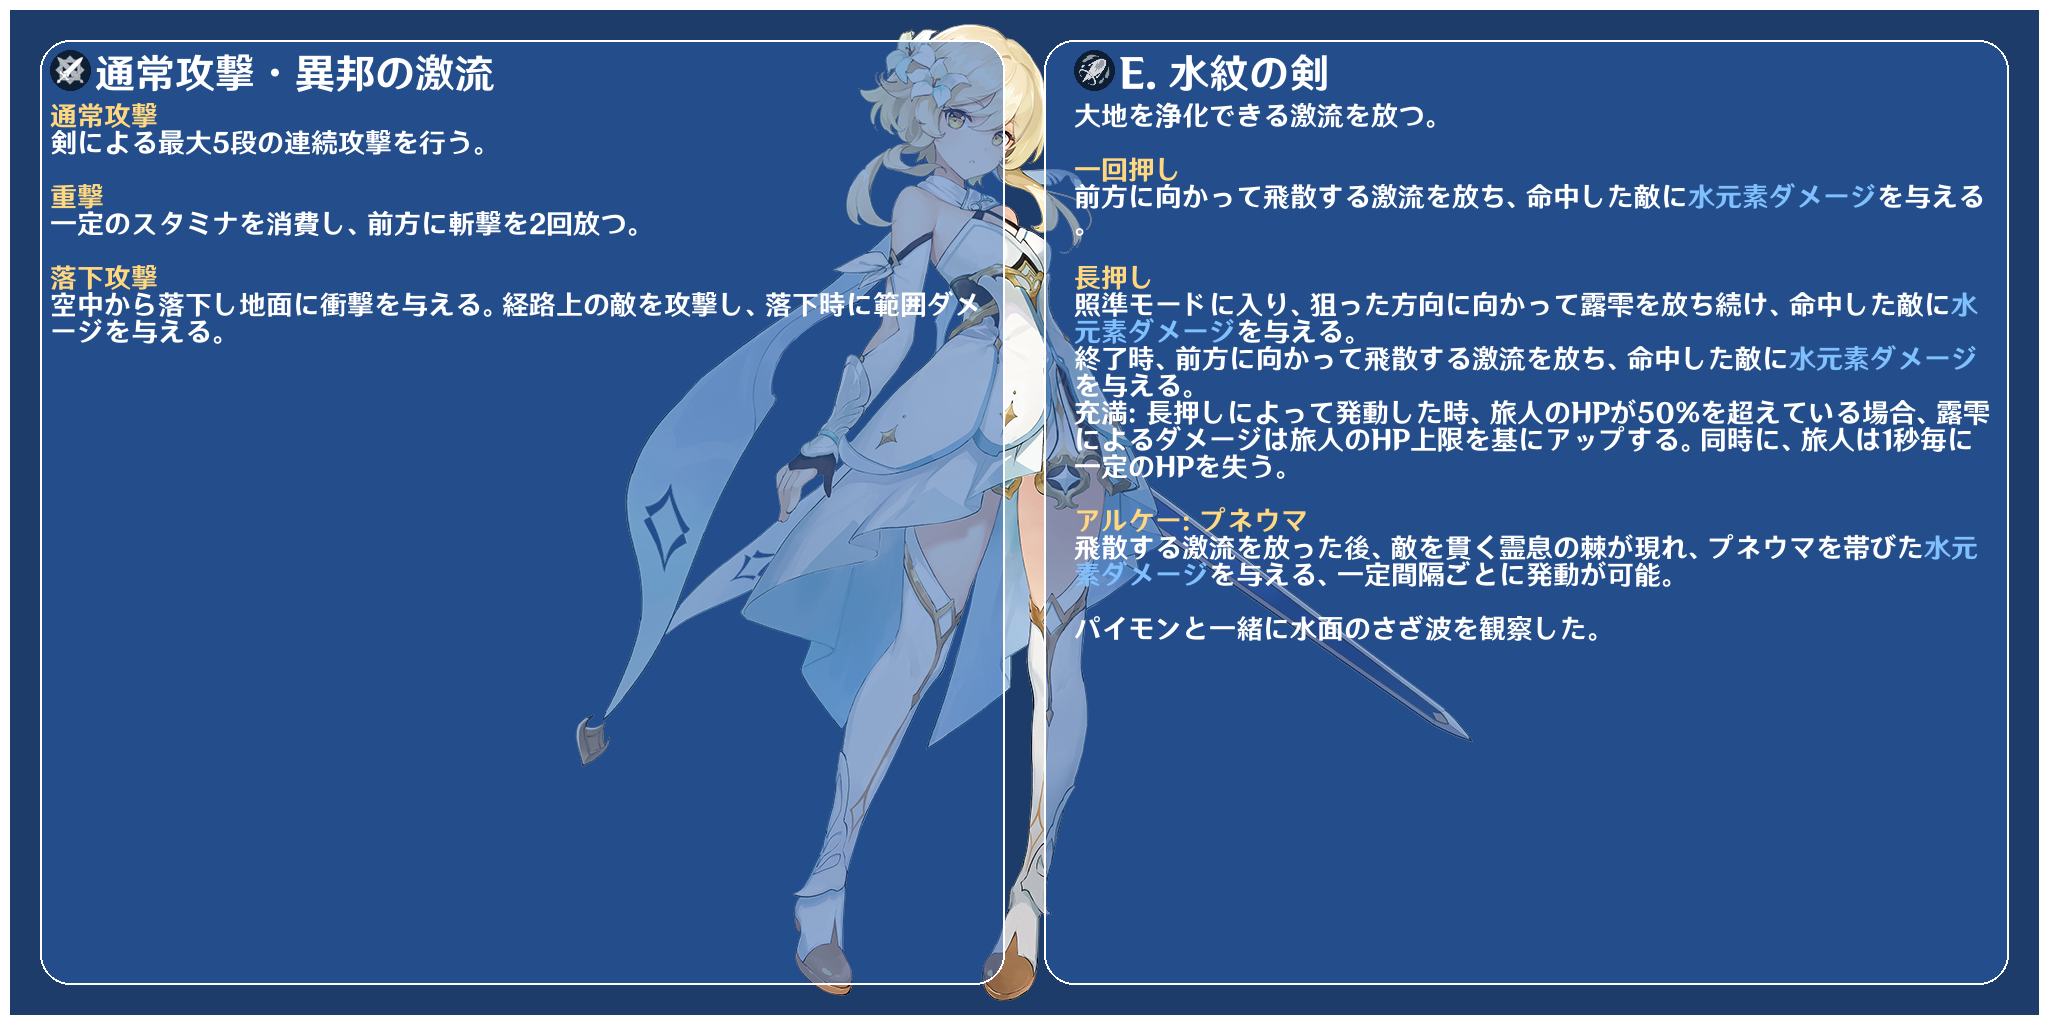 通常攻撃・異邦の激流
通常攻撃
剣による最大5段の連続攻撃を行う。
重撃
一定のスタミナを消費し、前方に斬撃を2回放つ。
落下攻撃
空中から落下し地面に衝撃を与える。経路上の敵を攻撃し、落下時に範囲ダメ
ージを与える。
E. 水紋の剣
大地を浄化できる激流を放つ。
一回押し
前方に向かって飛散する激流を放ち、命中した敵に水元素ダメージを与える
。
長押し
照準モードに入り、狙った方向に向かって露雫を放ち続け、命中した敵に水
元素ダメージを与える。
終了時、前方に向かって飛散する激流を放ち、命中した敵に水元素ダメージ
を与える。
充満: 長押しによって発動した時、旅人のHPが50%を超えている場合、露雫
によるダメージは旅人のHP上限を基にアップする。同時に、旅人は1秒毎に
一定のHPを失う。
アルケー: プネウマ
飛散する激流を放った後、敵を貫く霊息の棘が現れ、プネウマを帯びた水元
素ダメージを与える、一定間隔ごとに発動が可能。
パイモンと一緒に水面のさざ波を観察した。